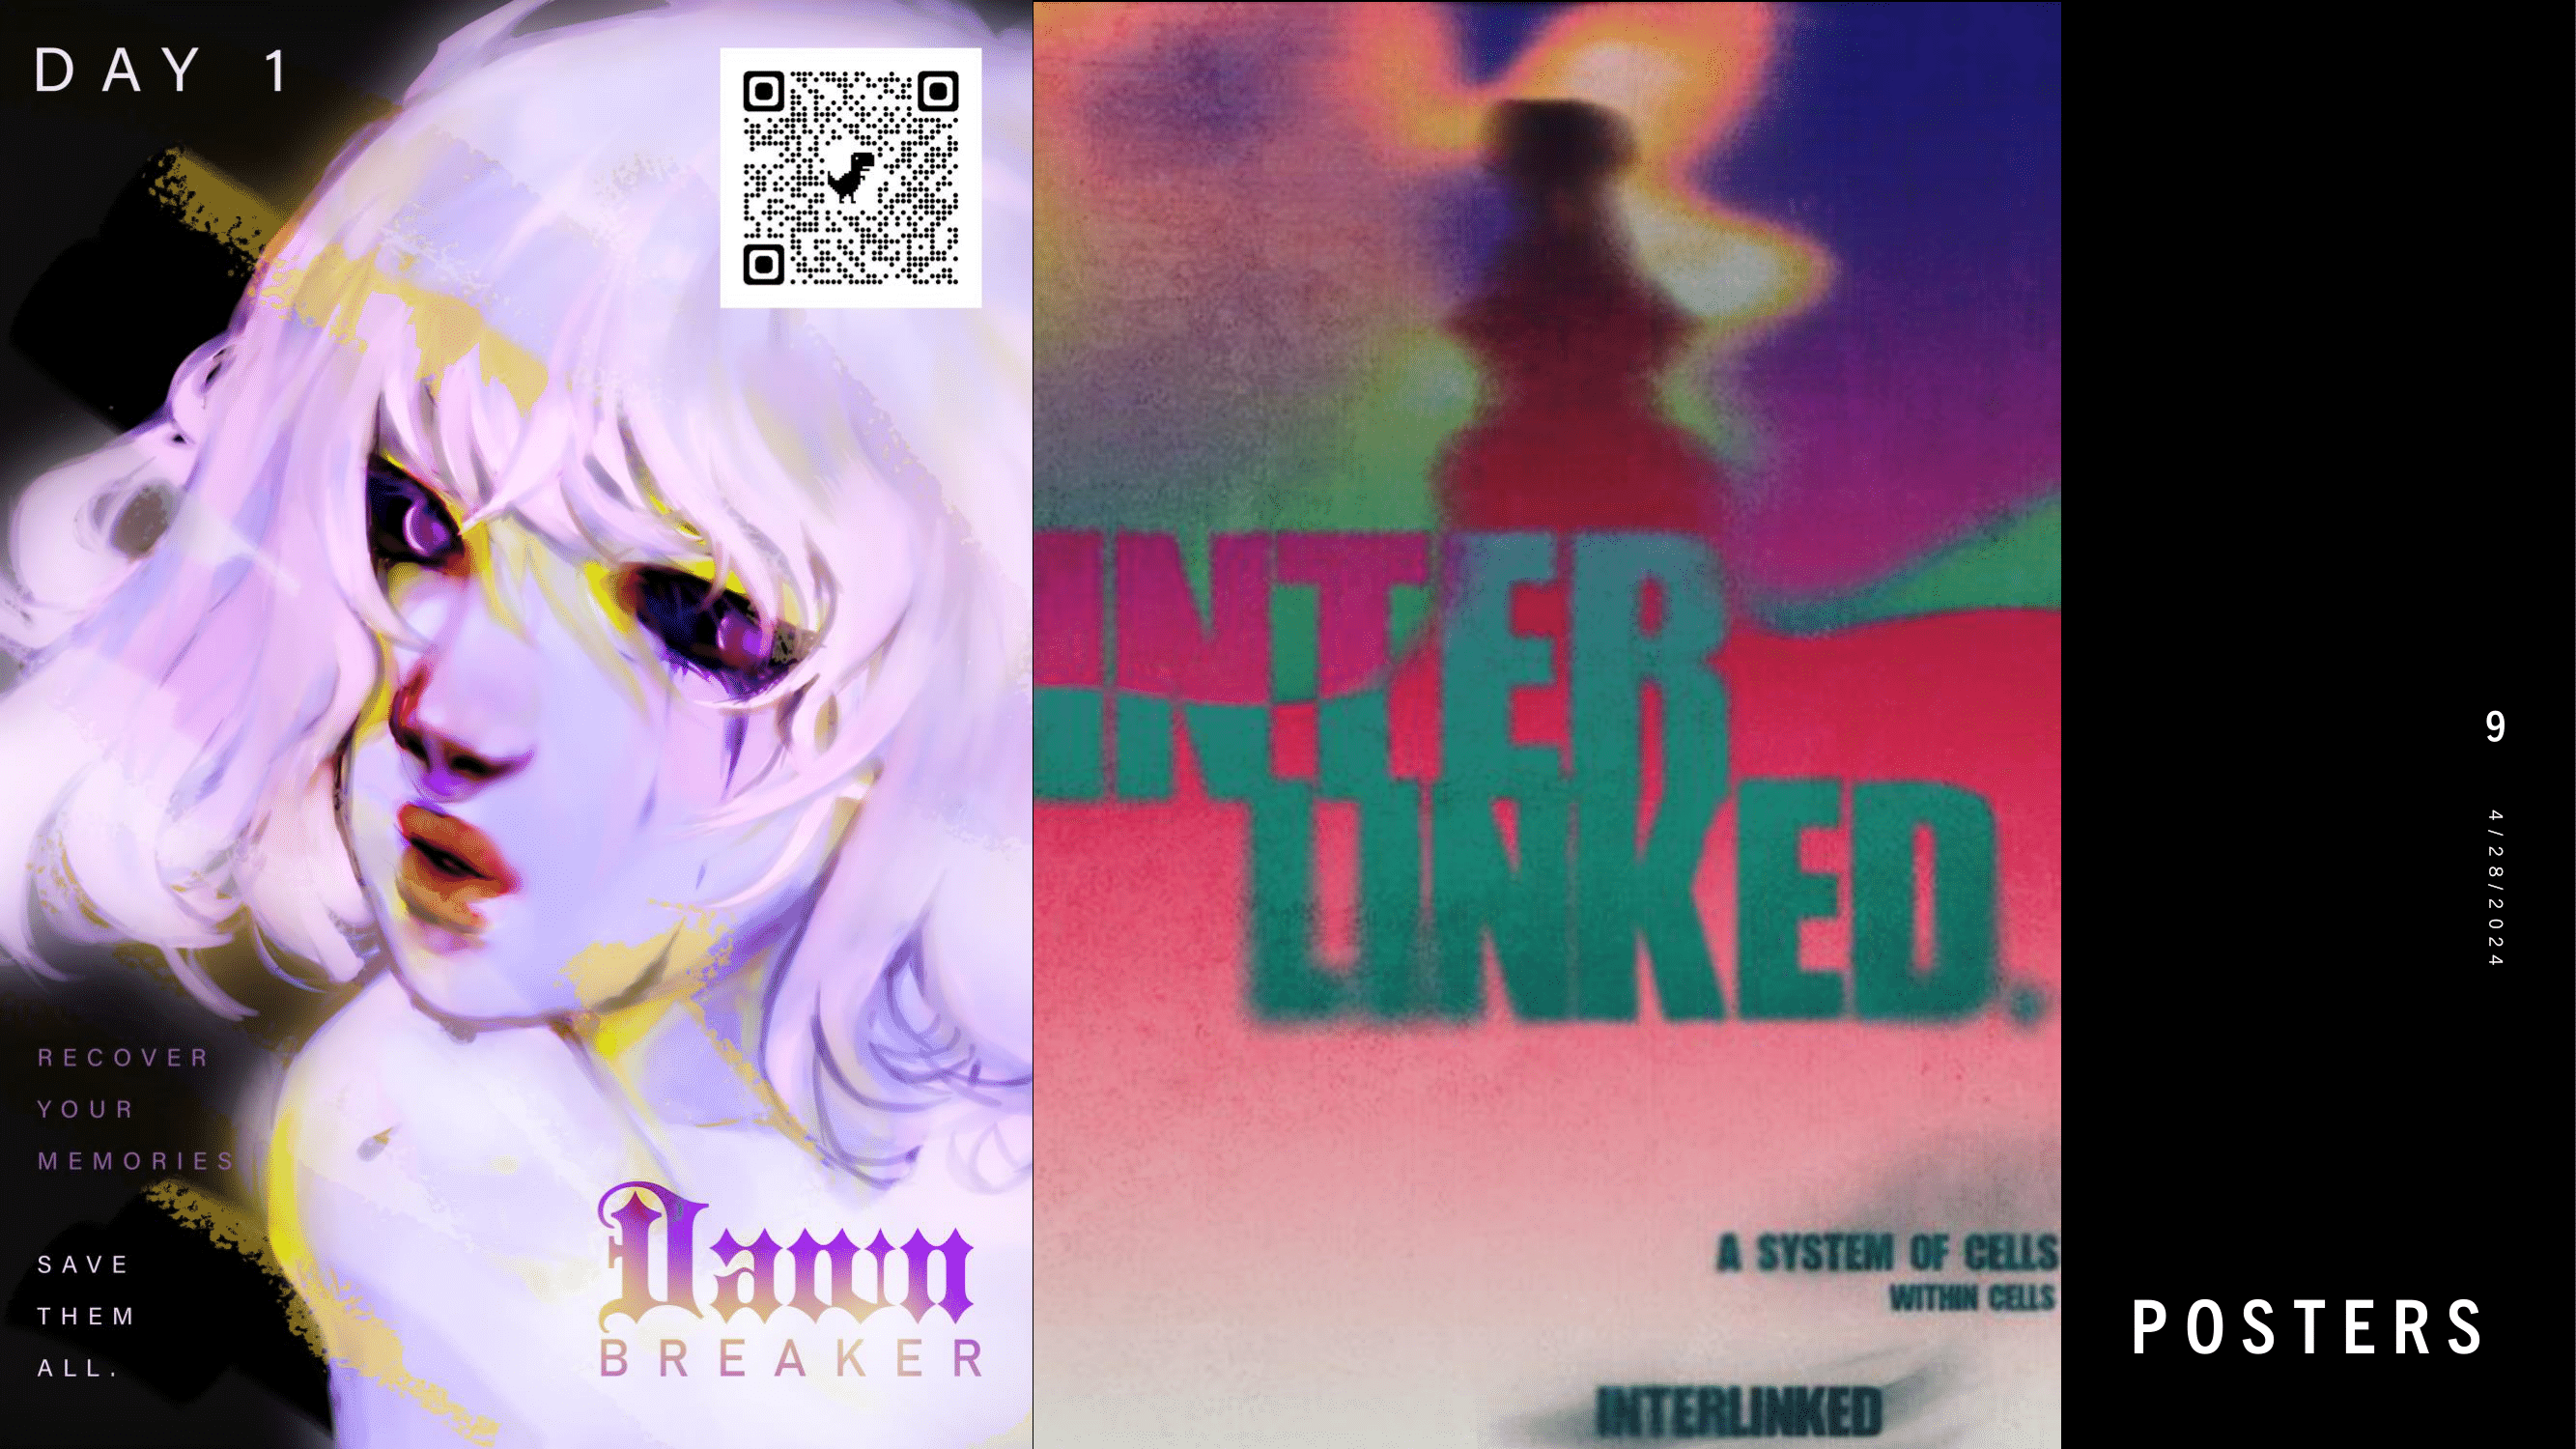 DAY 1
RECOVER
YOUR
MEMORIES
SAVE
THEM
ALL.
Dawn
BREAKER
INTER
LINKED.
A SYSTEM OF CELLS
WITHIN CELLS
INTERLINKED
9
4/28/2024
POSTERS